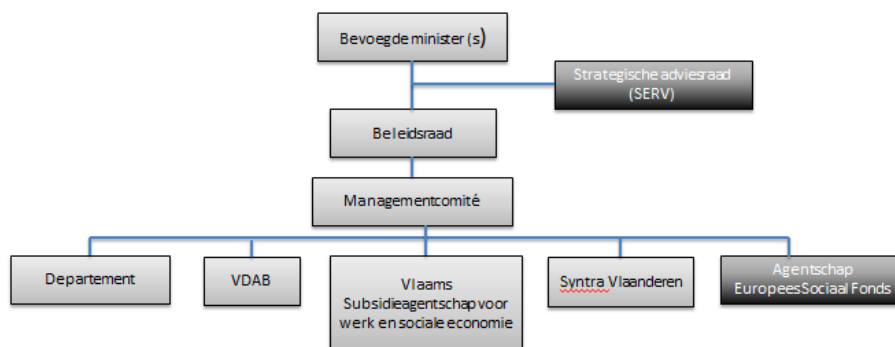 Bevoegde minister (s)
Strategische adviesraad
(SERV)
Beleidsraad
Managementcomité
Departement
VDAB
Vlaams
Subsidieagentschap voor
werk en sociale economie
Syntra Vlaanderen
Agentschap
Europees Sociaal Fonds